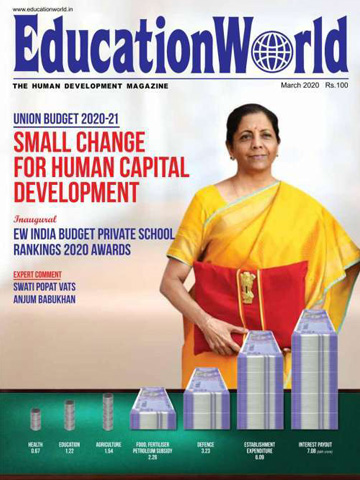 www.educationworld.in
EducationWorld
THE HUMAN DEVELOPMENT MAGAZINE
March 2020 Rs.100
UNION BUDGET 2020-21
SMALL CHANGE
FOR HUMAN CAPITAL
DEVELOPMENT
Inaugural
EW INDIA BUDGET PRIVATE SCHOOL
RANKINGS 2020 AWARDS
EXPERT COMMENT
SWATI POPAT VATS
ANJUM BABUKHAN
HEALTH
0.67
EDUCATION
1.22
AGRICULTURE
1.54
FOOD, FERTILISER
PETROLEUM SUBSIDY
2.28
DEFENCE
3.23
ESTABLISHMENT
EXPENDITURE
6.09
INTEREST PAYOUT
7.08